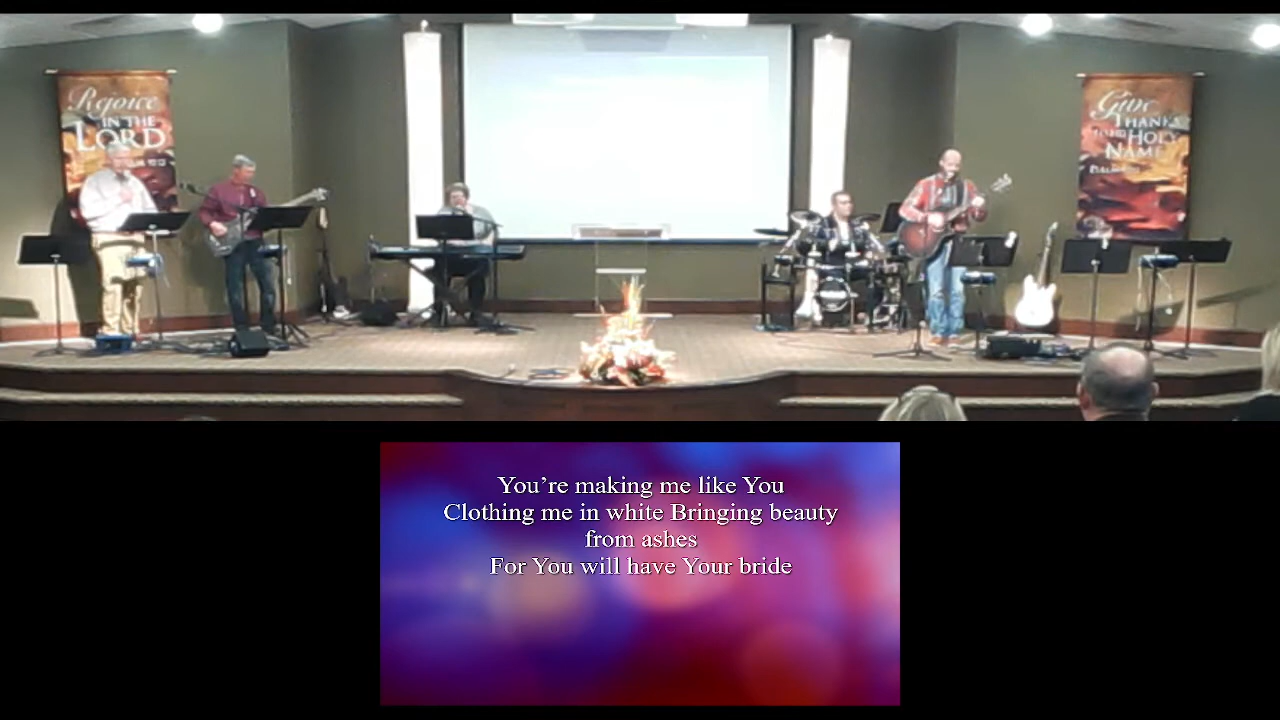 Rejoice
IN THE
LORD
Give
THANKS
HOLY
NAME
You're making me like You
Clothing me in white Bringing beauty
from ashes
For You will have Your bride